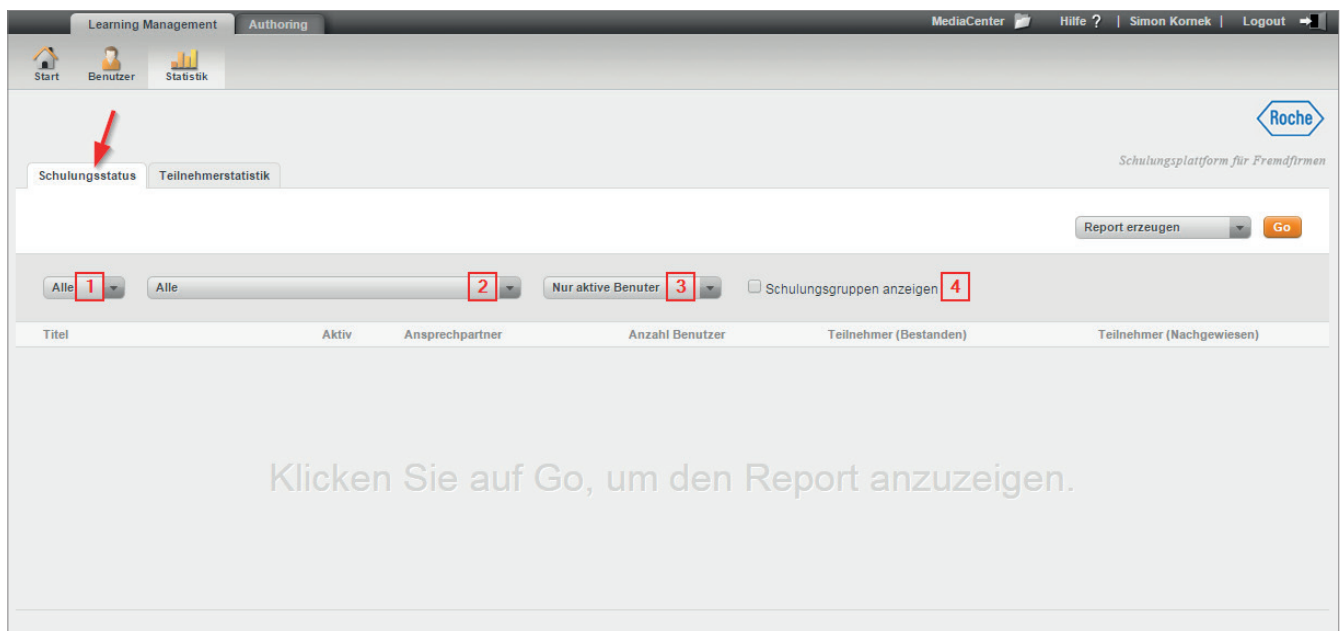 Learning Management Authoring MediaCenter Hilfe ? | Simon Kornek | Logout
Start Benutzer Statistik
Roche
Schulungsplattform für Fremdfirmen
Schulungsstatus Teilnehmerstatistik
Report erzeugen Go
Alle 1 Alle 2 Nur aktive Benuter 3 Schulungsgruppen anzeigen 4
Titel Aktiv Ansprechpartner Anzahl Benutzer Teilnehmer (Bestanden) Teilnehmer (Nachgewiesen)
Klicken Sie auf Go, um den Report anzuzeigen.